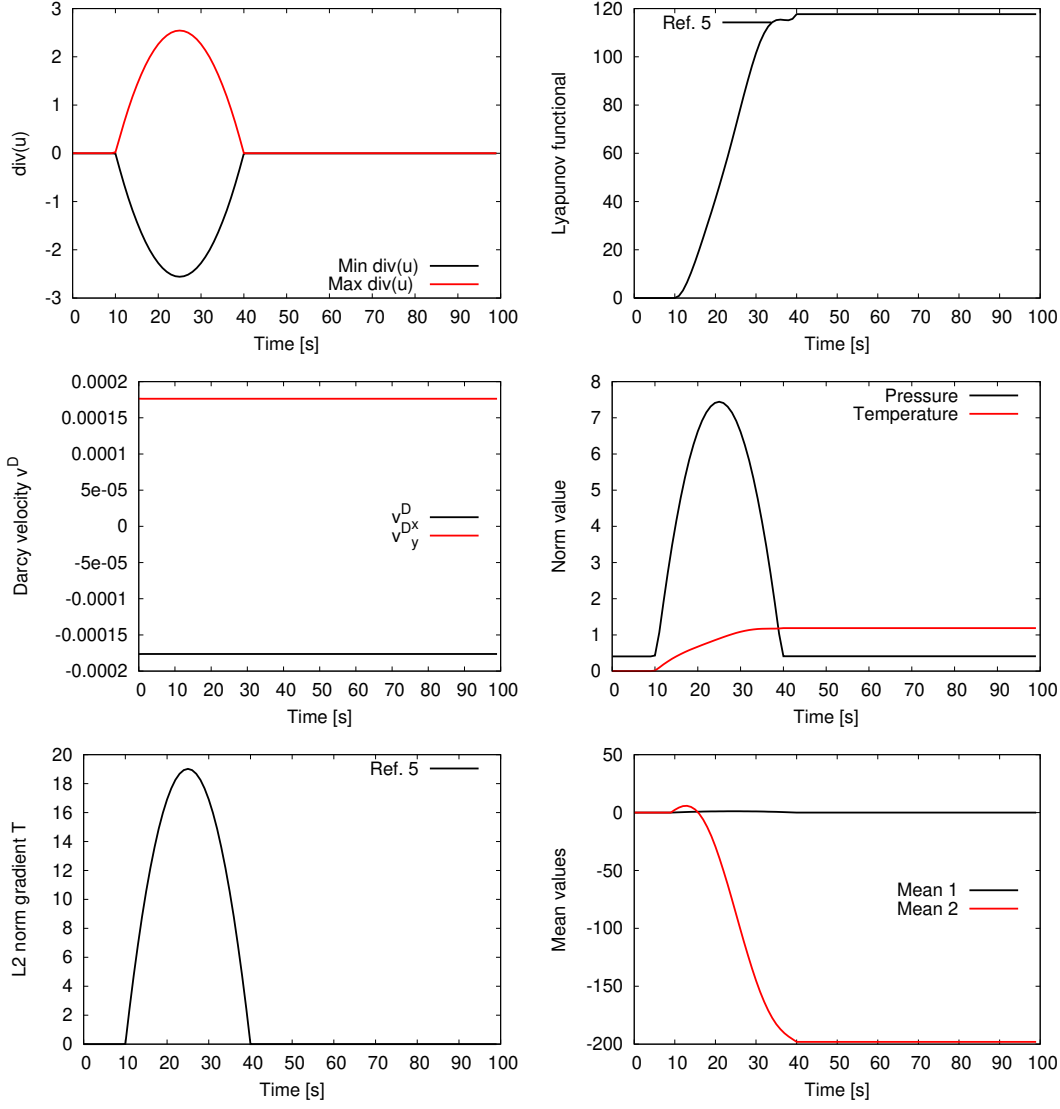 3
2
1
0
-1
-2
-3
0 10 20 30 40 50 60 70 80 90 100
div(u)
Time [s]
Min div(u)
Max div(u)
120
100
80
60
40
20
0
0 10 20 30 40 50 60 70 80 90 100
Lyapunov functional
Time [s]
Ref. 5
0.0002
0.00015
0.0001
5e-05
0
-5e-05
-0.0001
-0.00015
-0.0002
0 10 20 30 40 50 60 70 80 90 100
Darcy velocity v^D
Time [s]
v^D_x
v^D_y
8
7
6
5
4
3
2
1
0
0 10 20 30 40 50 60 70 80 90 100
Norm value
Time [s]
Pressure
Temperature
20
18
16
14
12
10
8
6
4
2
0
0 10 20 30 40 50 60 70 80 90 100
L2 norm gradient T
Time [s]
Ref. 5
50
0
-50
-100
-150
-200
0 10 20 30 40 50 60 70 80 90 100
Mean values
Time [s]
Mean 1
Mean 2